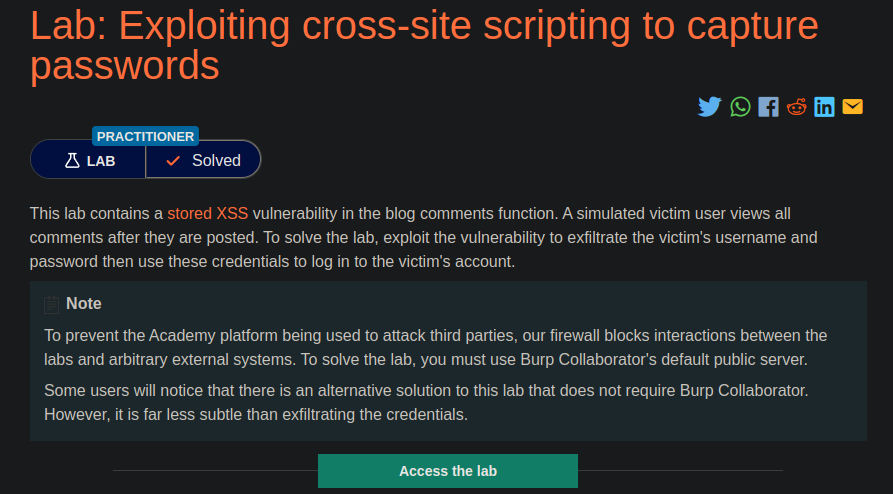 Lab: Exploiting cross-site scripting to capture
passwords
PRACTITIONER
LAB
Solved
This lab contains a stored XSS vulnerability in the blog comments function. A simulated victim user views all
comments after they are posted. To solve the lab, exploit the vulnerability to exfiltrate the victim's username and
password then use these credentials to log in to the victim's account.
Note
To prevent the Academy platform being used to attack third parties, our firewall blocks interactions between the
labs and arbitrary external systems. To solve the lab, you must use Burp Collaborator's default public server.
Some users will notice that there is an alternative solution to this lab that does not require Burp Collaborator.
However, it is far less subtle than exfiltrating the credentials.
Access the lab